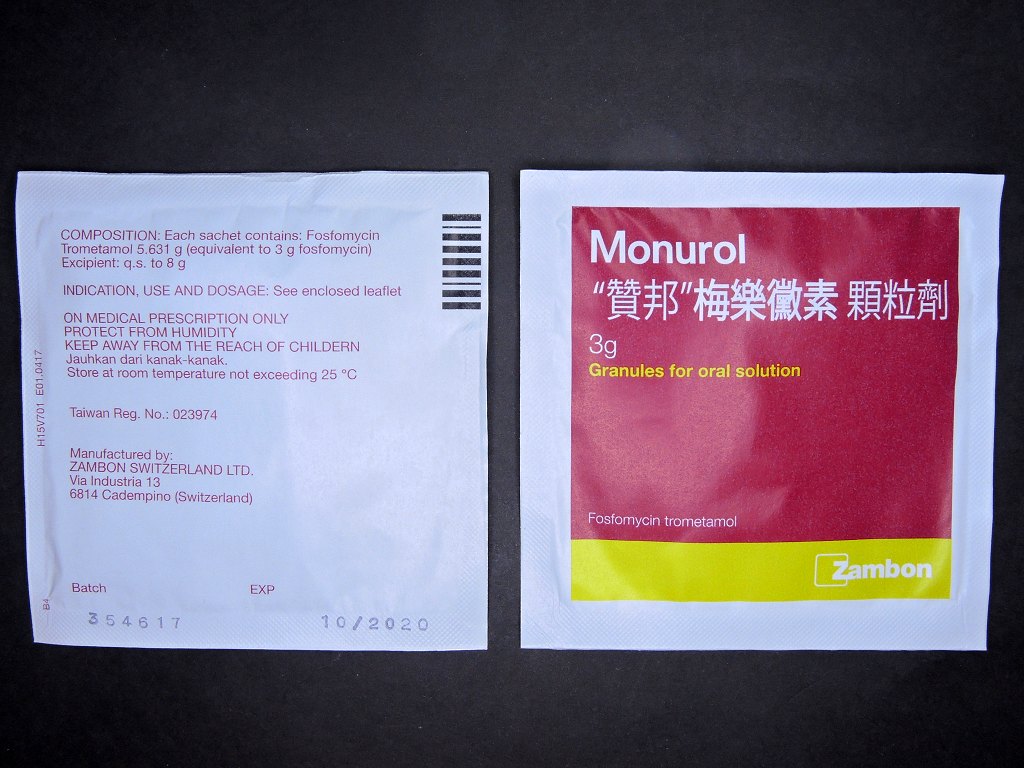 COMPOSITION: Each sachet contains: Fosfomycin
Trometamol 5.631 g (equivalent to 3 g fosfomycin)
Excipient: q.s. to 8 g
INDICATION, USE AND DOSAGE: See enclosed leaflet
ON MEDICAL PRESCRIPTION ONLY
PROTECT FROM HUMIDITY
KEEP AWAY FROM THE REACH OF CHILDERN
Jauhkan dari kanak-kanak.
Store at room temperature not exceeding 25 °C
Taiwan Reg. No.: 023974
Manufactured by:
ZAMBON SWITZERLAND LTD.
Via Industria 13
6814 Cadempino (Switzerland)
H15V701 E01.0417
B4
Batch EXP
354617 10/2020
Monurol
“贊邦”梅樂黴素 顆粒劑
3g
Granules for oral solution
Fosfomycin trometamol
Zambon